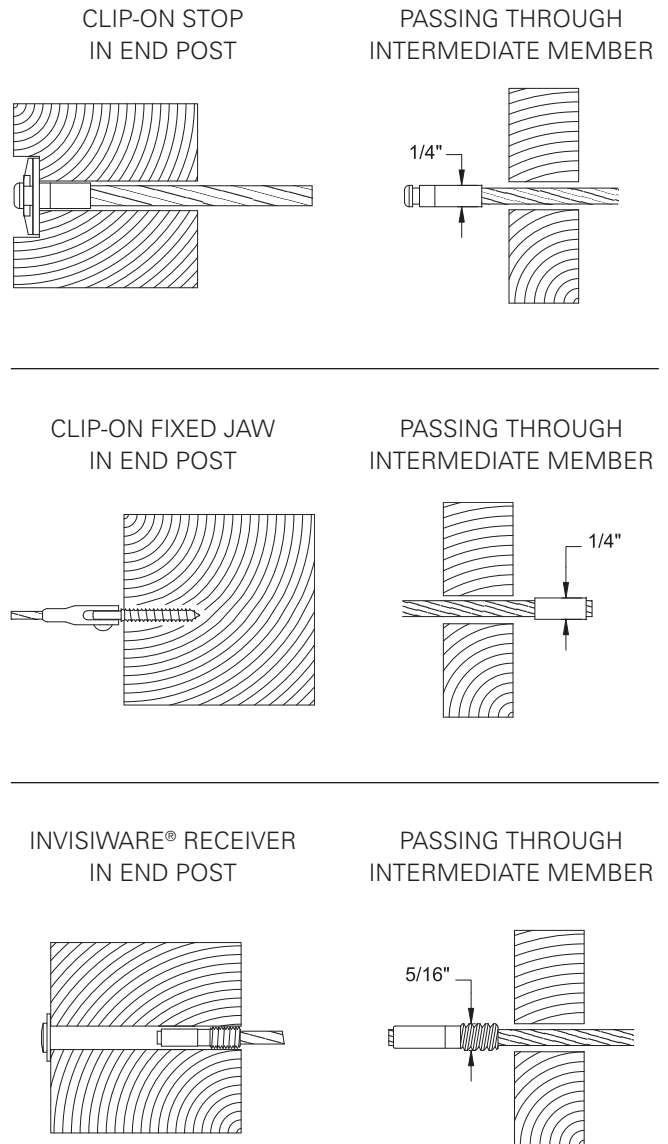 CLIP-ON STOP
IN END POST
PASSING THROUGH
INTERMEDIATE MEMBER
1/4"
CLIP-ON FIXED JAW
IN END POST
PASSING THROUGH
INTERMEDIATE MEMBER
1/4"
INVISIWARE® RECEIVER
IN END POST
PASSING THROUGH
INTERMEDIATE MEMBER
5/16"